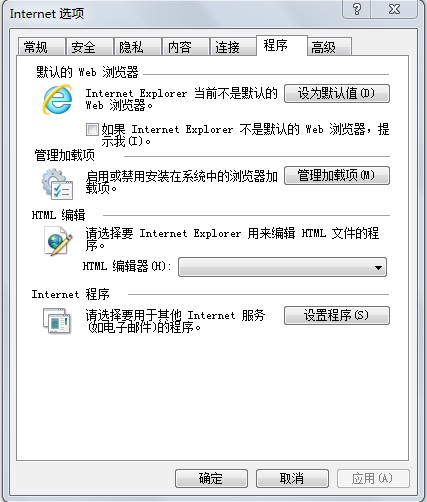 Internet 选项
常规 安全 隐私 内容 连接 程序 高级
默认的 Web 浏览器
Internet Explorer 当前不是默认的
Web 浏览器。
设为默认值(D)
如果 Internet Explorer 不是默认的 Web 浏览器，提
示我(I)。
管理加载项
启用或禁用安装在系统中的浏览器加
载项。
管理加载项(M)
HTML 编辑
请选择要 Internet Explorer 用来编辑 HTML 文件的程
序。
HTML 编辑器(H):
Internet 程序
请选择要用于其他 Internet 服务
(如电子邮件)的程序。
设置程序(S)
确定 取消 应用(A)